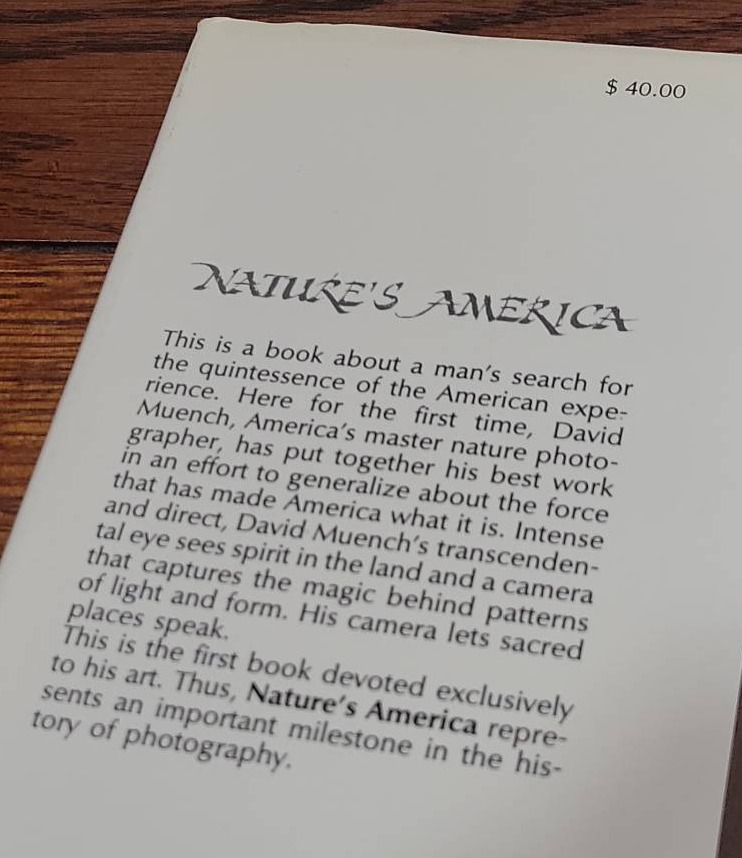 $ 40.00
NATURE'S AMERICA
This is a book about a man's search for
the quintessence of the American expe-
rience. Here for the first time, David
Muench, America's master nature photo-
grapher, has put together his best work
in an effort to generalize about the force
that has made America what it is. Intense
and direct, David Muench's transcenden-
tal eye sees spirit in the land and a camera
that captures the magic behind patterns
of light and form. His camera lets sacred
places speak.
This is the first book devoted exclusively
to his art. Thus, Nature's America repre-
sents an important milestone in the his-
tory of photography.